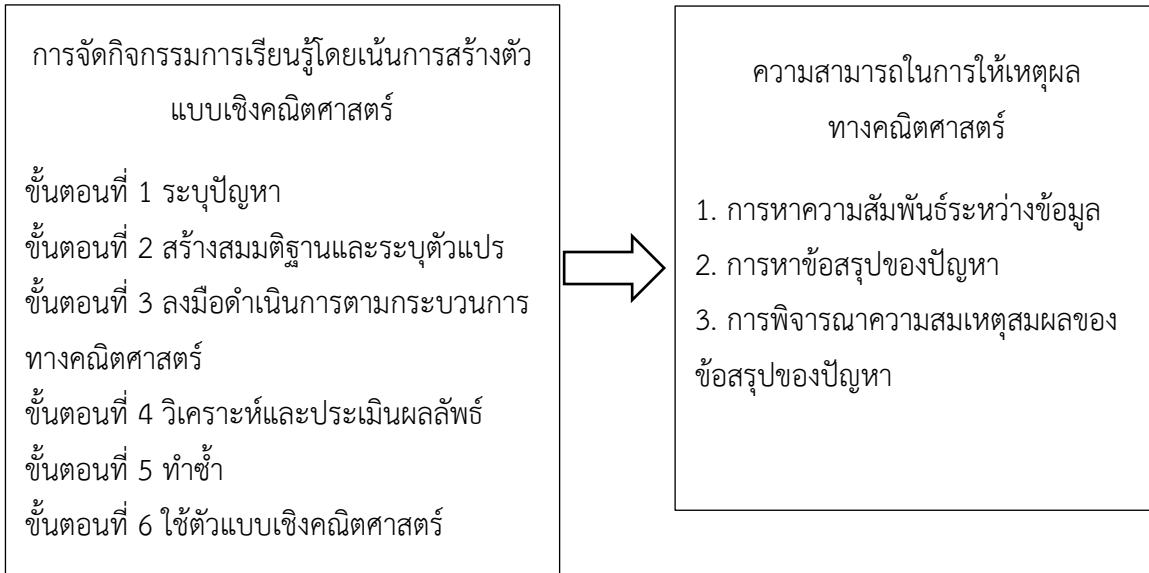 การจัดกิจกรรมการเรียนรู้โดยเน้นการสร้างตัว
แบบเชิงคณิตศาสตร์
ขั้นตอนที่ 1 ระบุปัญหา
ขั้นตอนที่ 2 สร้างสมมติฐานและระบุตัวแปร
ขั้นตอนที่ 3 ลงมือดำเนินการตามกระบวนการ
ทางคณิตศาสตร์
ขั้นตอนที่ 4 วิเคราะห์และประเมินผลลัพธ์
ขั้นตอนที่ 5 ทำซ้ำ
ขั้นตอนที่ 6 ใช้ตัวแบบเชิงคณิตศาสตร์
ความสามารถในการให้เหตุผล
ทางคณิตศาสตร์
1. การหาความสัมพันธ์ระหว่างข้อมูล
2. การหาข้อสรุปของปัญหา
3. การพิจารณาความสมเหตุสมผลของ
ข้อสรุปของปัญหา